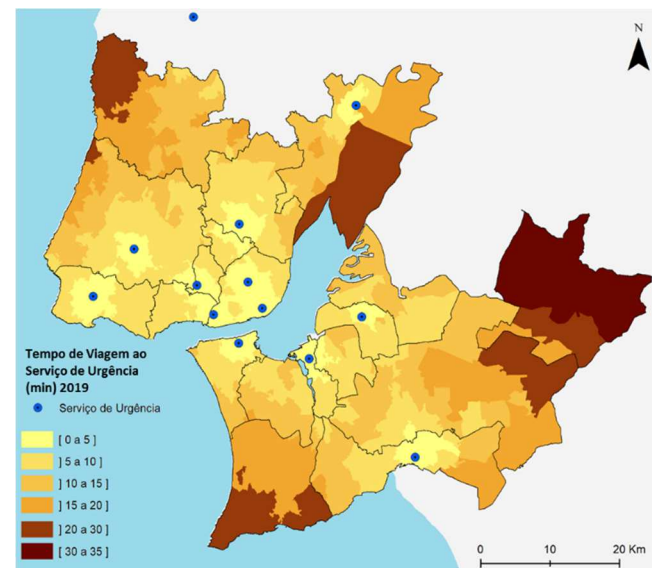 N
Tempo de Viagem ao
Serviço de Urgência
(min) 2019
Serviço de Urgência
[ 0 a 5 ]
] 5 a 10 ]
] 10 a 15 ]
] 15 a 20 ]
] 20 a 30 ]
[ 30 a 35 ]
0 10 20 Km